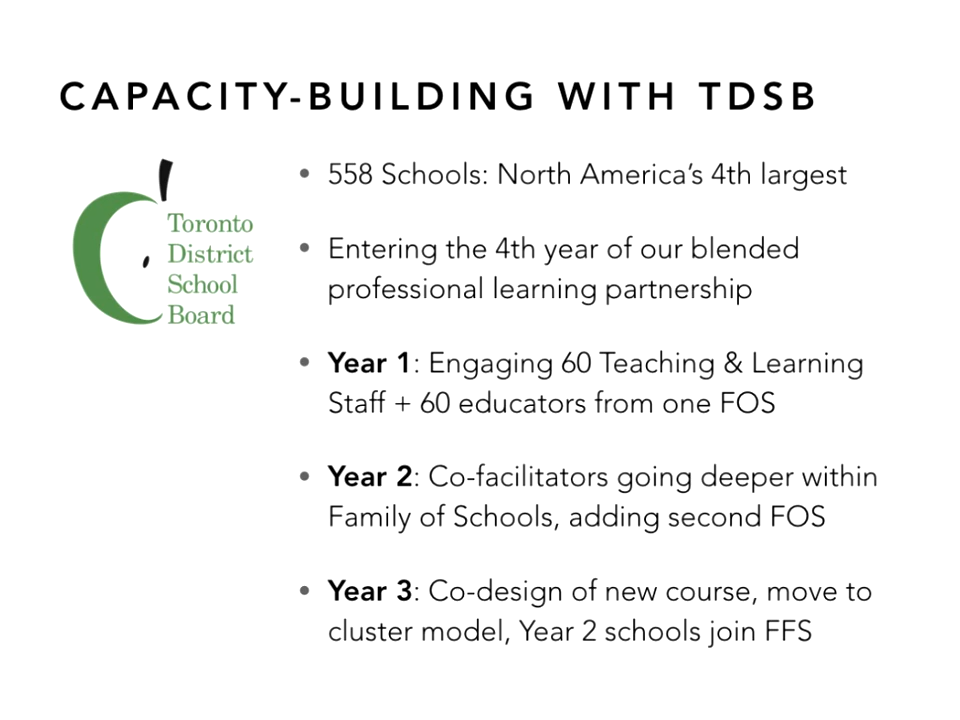 CAPACITY-BUILDING WITH TDSB
Toronto
District
School
Board
• 558 Schools: North America’s 4th largest
• Entering the 4th year of our blended
professional learning partnership
• Year 1: Engaging 60 Teaching & Learning
Staff + 60 educators from one FOS
• Year 2: Co-facilitators going deeper within
Family of Schools, adding second FOS
• Year 3: Co-design of new course, move to
cluster model, Year 2 schools join FFS